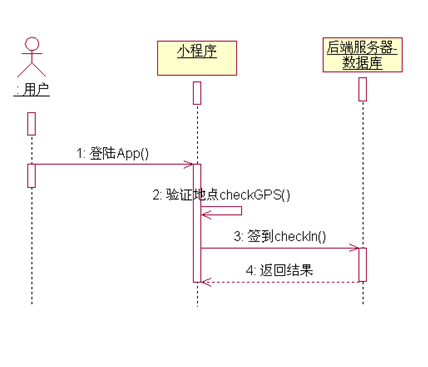 小程序
后端服务器-
数据库
: 用户
1: 登陆App()
2: 验证地点checkGPS()
3: 签到checkIn()
4: 返回结果